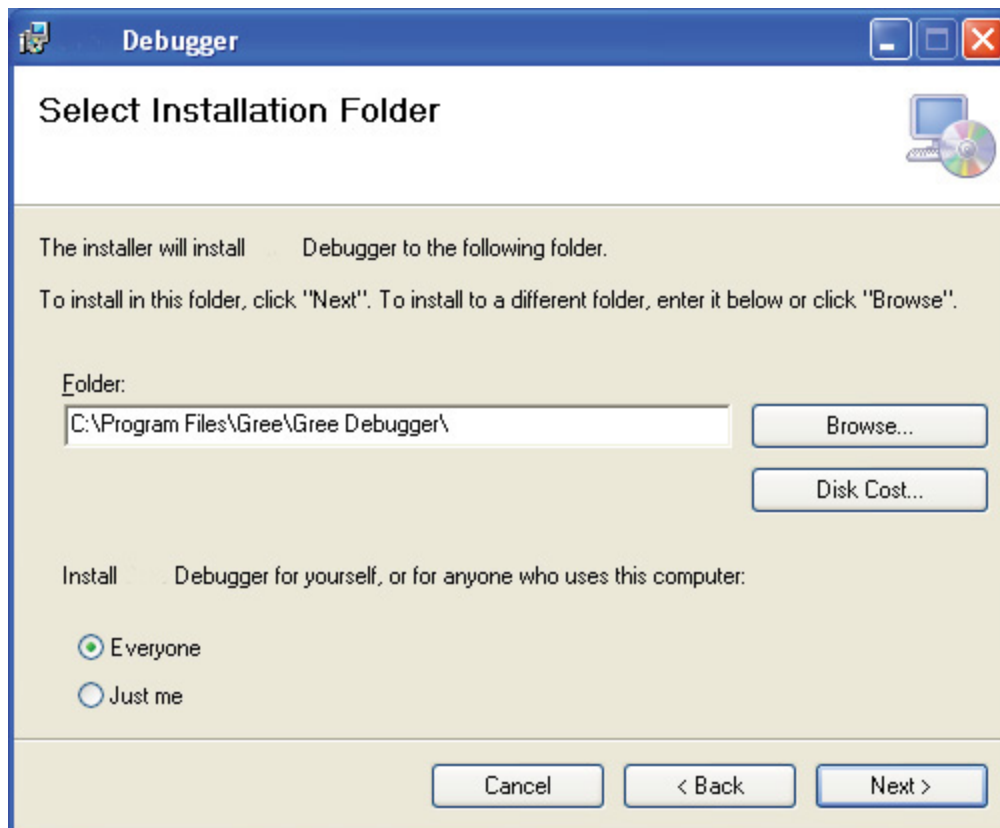 Debugger
Select Installation Folder
The installer will install Debugger to the following folder.
To install in this folder, click "Next". To install to a different folder, enter it below or click "Browse".
Folder:
C:\Program Files\Gree\Gree Debugger\
Browse...
Disk Cost...
Install Debugger for yourself, or for anyone who uses this computer:
Everyone
Just me
Cancel
< Back
Next >